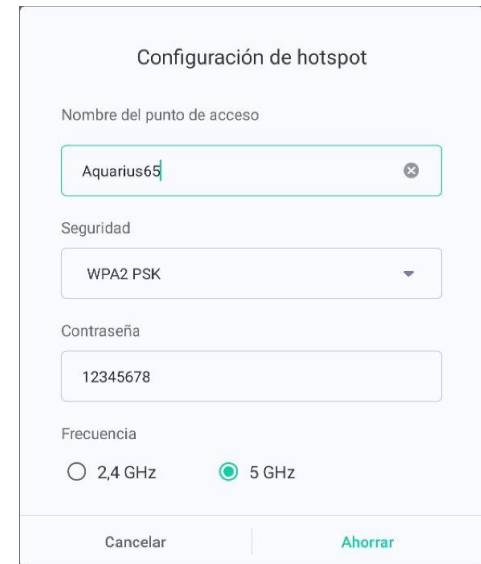 Configuración de hotspot
Nombre del punto de acceso
Aquarius65
Seguridad
WPA2 PSK
Contraseña
12345678
Frecuencia
2,4 GHz 5 GHz
Cancelar Ahorrar